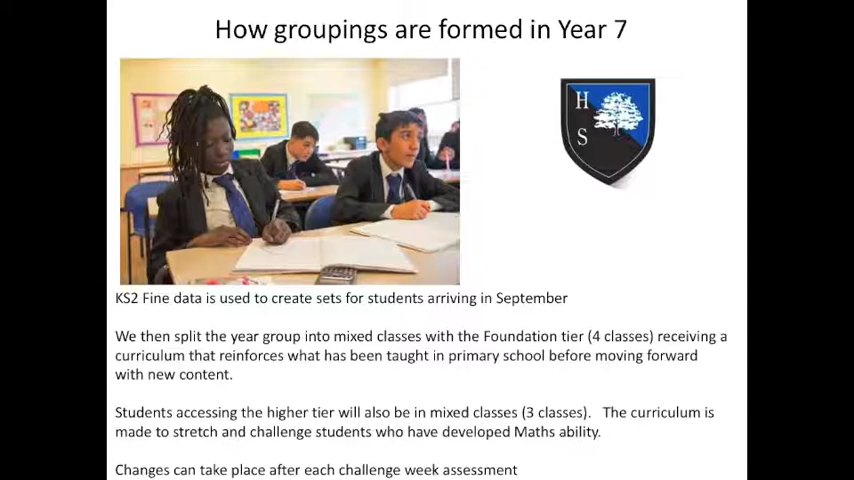 How groupings are formed in Year 7
H
S
KS2 Fine data is used to create sets for students arriving in September
We then split the year group into mixed classes with the Foundation tier (4 classes) receiving a
curriculum that reinforces what has been taught in primary school before moving forward
with new content.
Students accessing the higher tier will also be in mixed classes (3 classes).   The curriculum is
made to stretch and challenge students who have developed Maths ability.
Changes can take place after each challenge week assessment